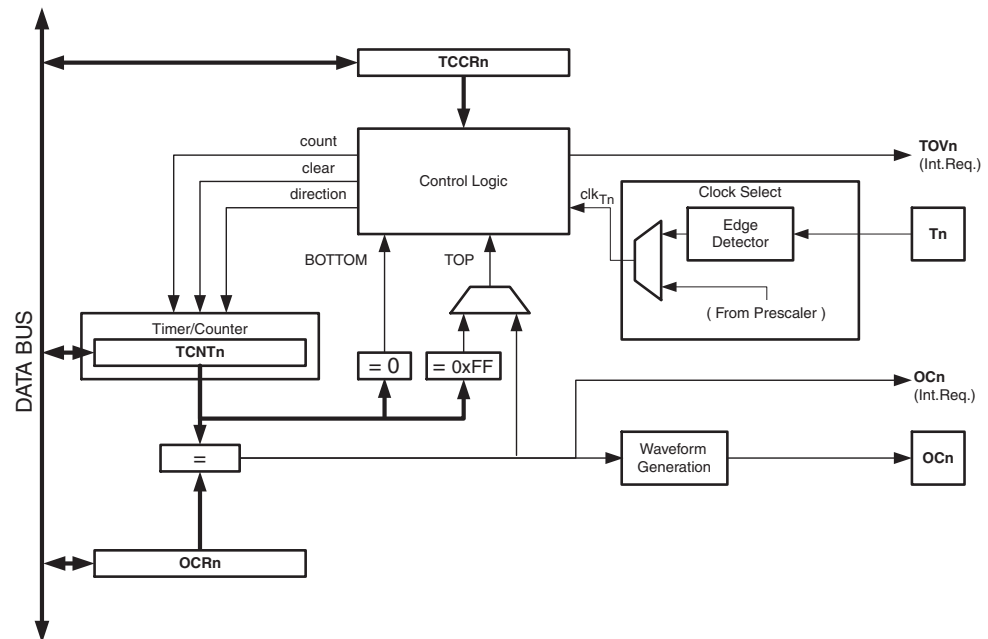 TCCRn
count
clear
direction
Control Logic
TOVn
(Int.Req.)
clkTn
Clock Select
Edge
Detector
Tn
( From Prescaler )
BOTTOM
TOP
Timer/Counter
TCNTn
= 0
= 0xFF
DATA BUS
OCn
(Int.Req.)
=
Waveform
Generation
OCn
OCRn